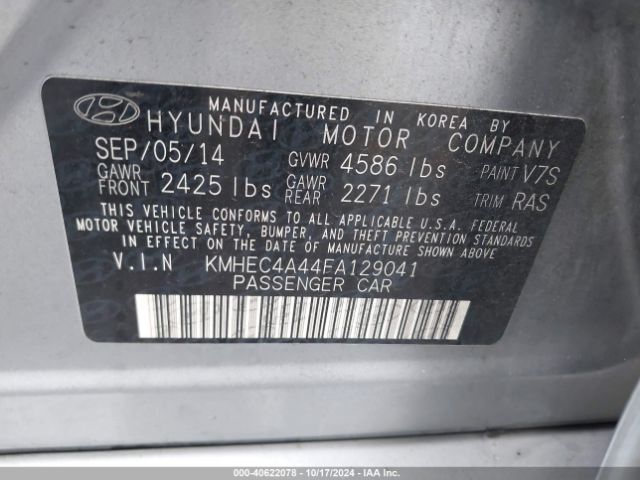 MANUFACTURED IN KOREA BY
HYUNDAI MOTOR COMPANY
SEP/05/14 GVWR 4586 lbs PAINT V7S
GAWR FRONT 2425 lbs GAWR REAR 2271 lbs TRIM RAS
THIS VEHICLE CONFORMS TO ALL APPLICABLE U.S.A. FEDERAL
MOTOR VEHICLE SAFETY, BUMPER, AND THEFT PREVENTION STANDARDS
IN EFFECT ON THE DATE OF MANUFACTURE SHOWN ABOVE
V.I.N KMHEC4A44FA129041
PASSENGER CAR
000-40622078 - 10/17/2024 - IAAI.COM